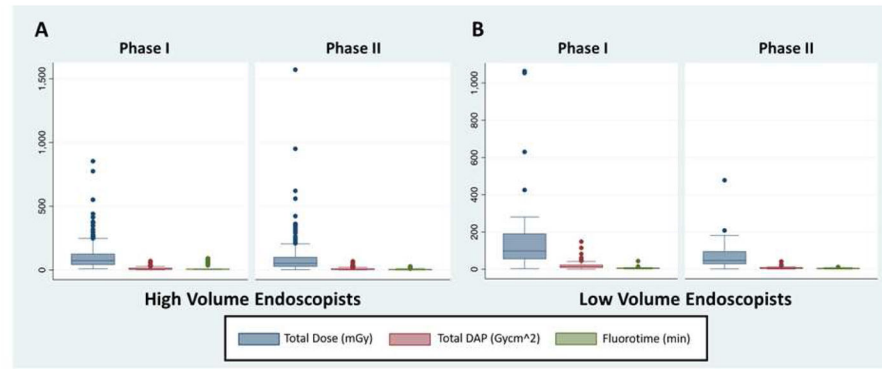 A
B
Phase I
Phase II
Phase I
Phase II
1,500
1,000
500
0
1,000
800
600
400
200
0
High Volume Endoscopists
Low Volume Endoscopists
Total Dose (mGy)
Total DAP (Gycm^2)
Fluorotime (min)